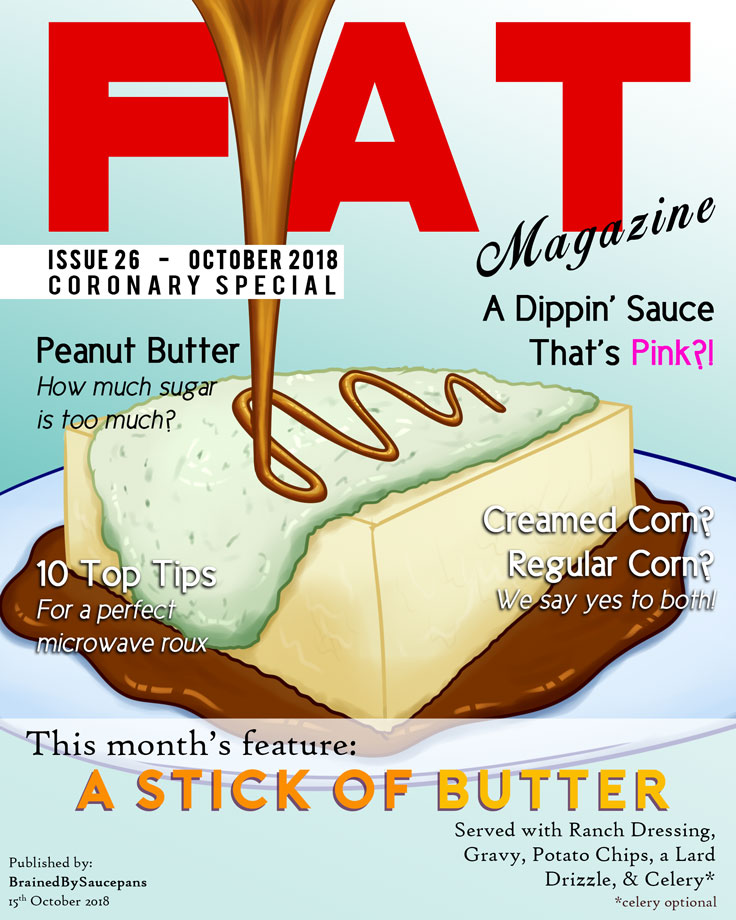 FAT
Magazine
ISSUE 26 - OCTOBER 2018
CORONARY SPECIAL
A Dippin' Sauce
That's Pink?!
Peanut Butter
How much sugar
is too much?
Creamed Corn?
Regular Corn?
We say yes to both!
10 Top Tips
For a perfect
microwave roux
This month's feature:
A STICK OF BUTTER
Served with Ranch Dressing,
Gravy, Potato Chips, a Lard
Drizzle, & Celery*
*celery optional
Published by:
BrainedBySaucepans
15th October 2018